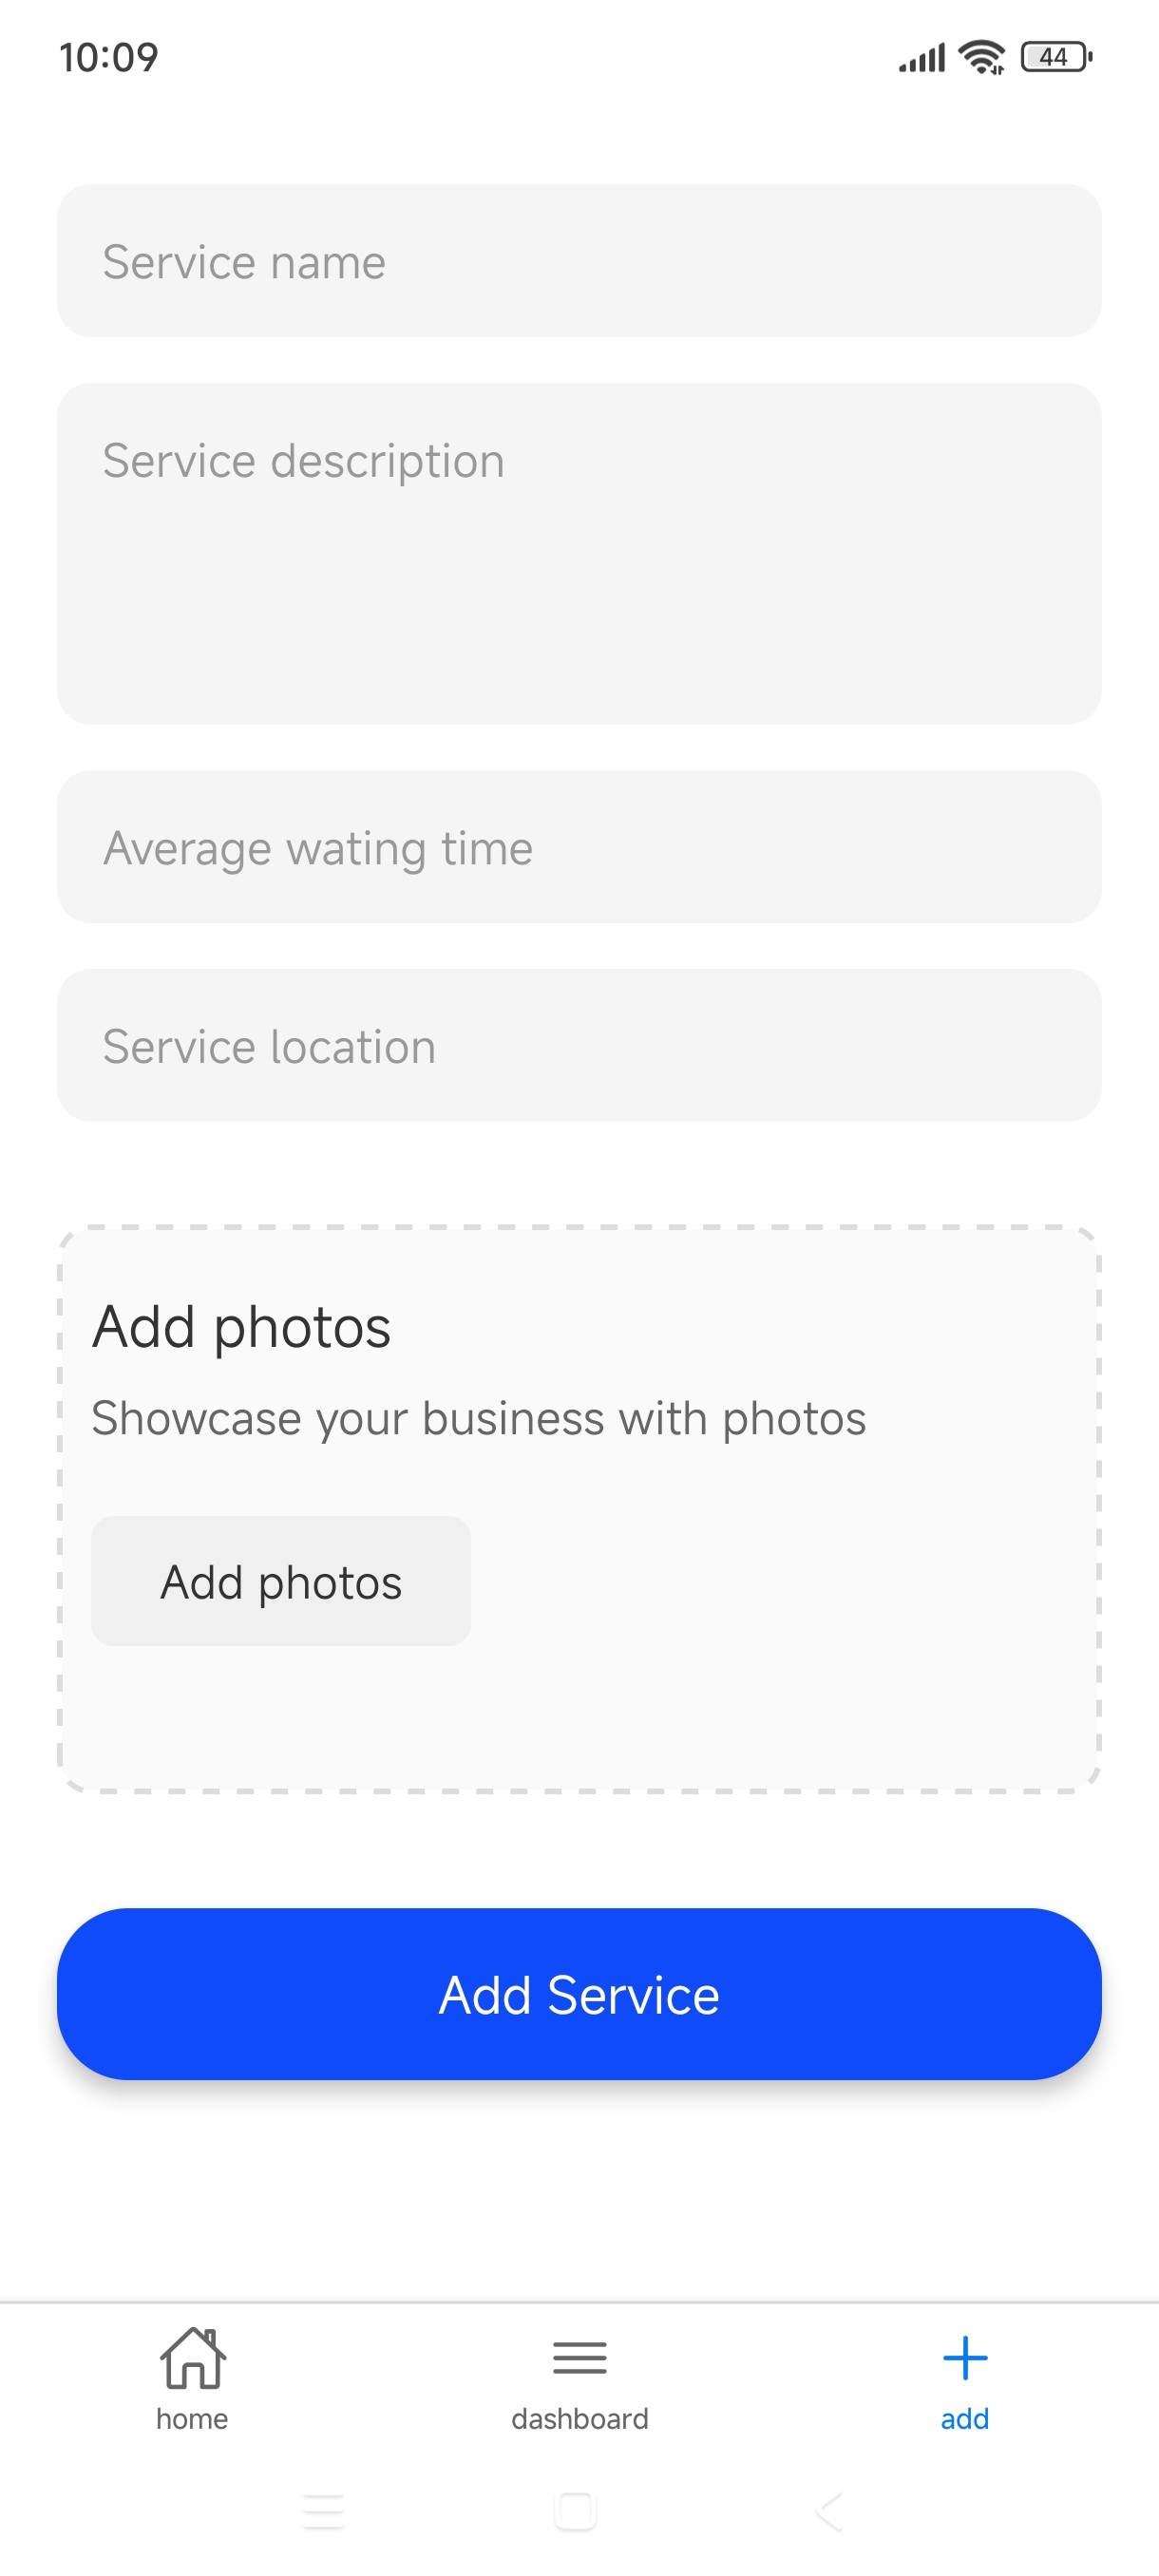 10:09
44
Service name
Service description
Average wating time
Service location
Add photos
Showcase your business with photos
Add photos
Add Service
home
dashboard
add